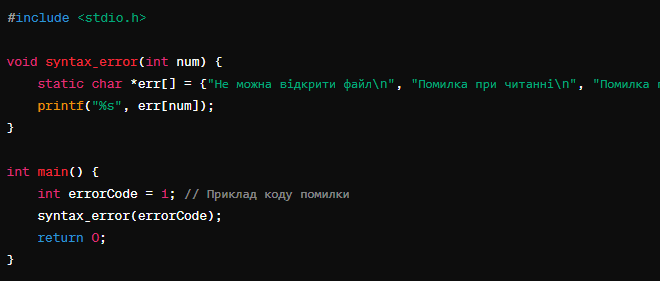 #include <stdio.h>
void syntax_error(int num) {
static char *err[] = {"Не можна відкрити файл\n", "Помилка при читанні\n", "Помилка
printf("%s", err[num]);
}
int main() {
int errorCode = 1; // Приклад коду помилки
syntax_error(errorCode);
return 0;
}